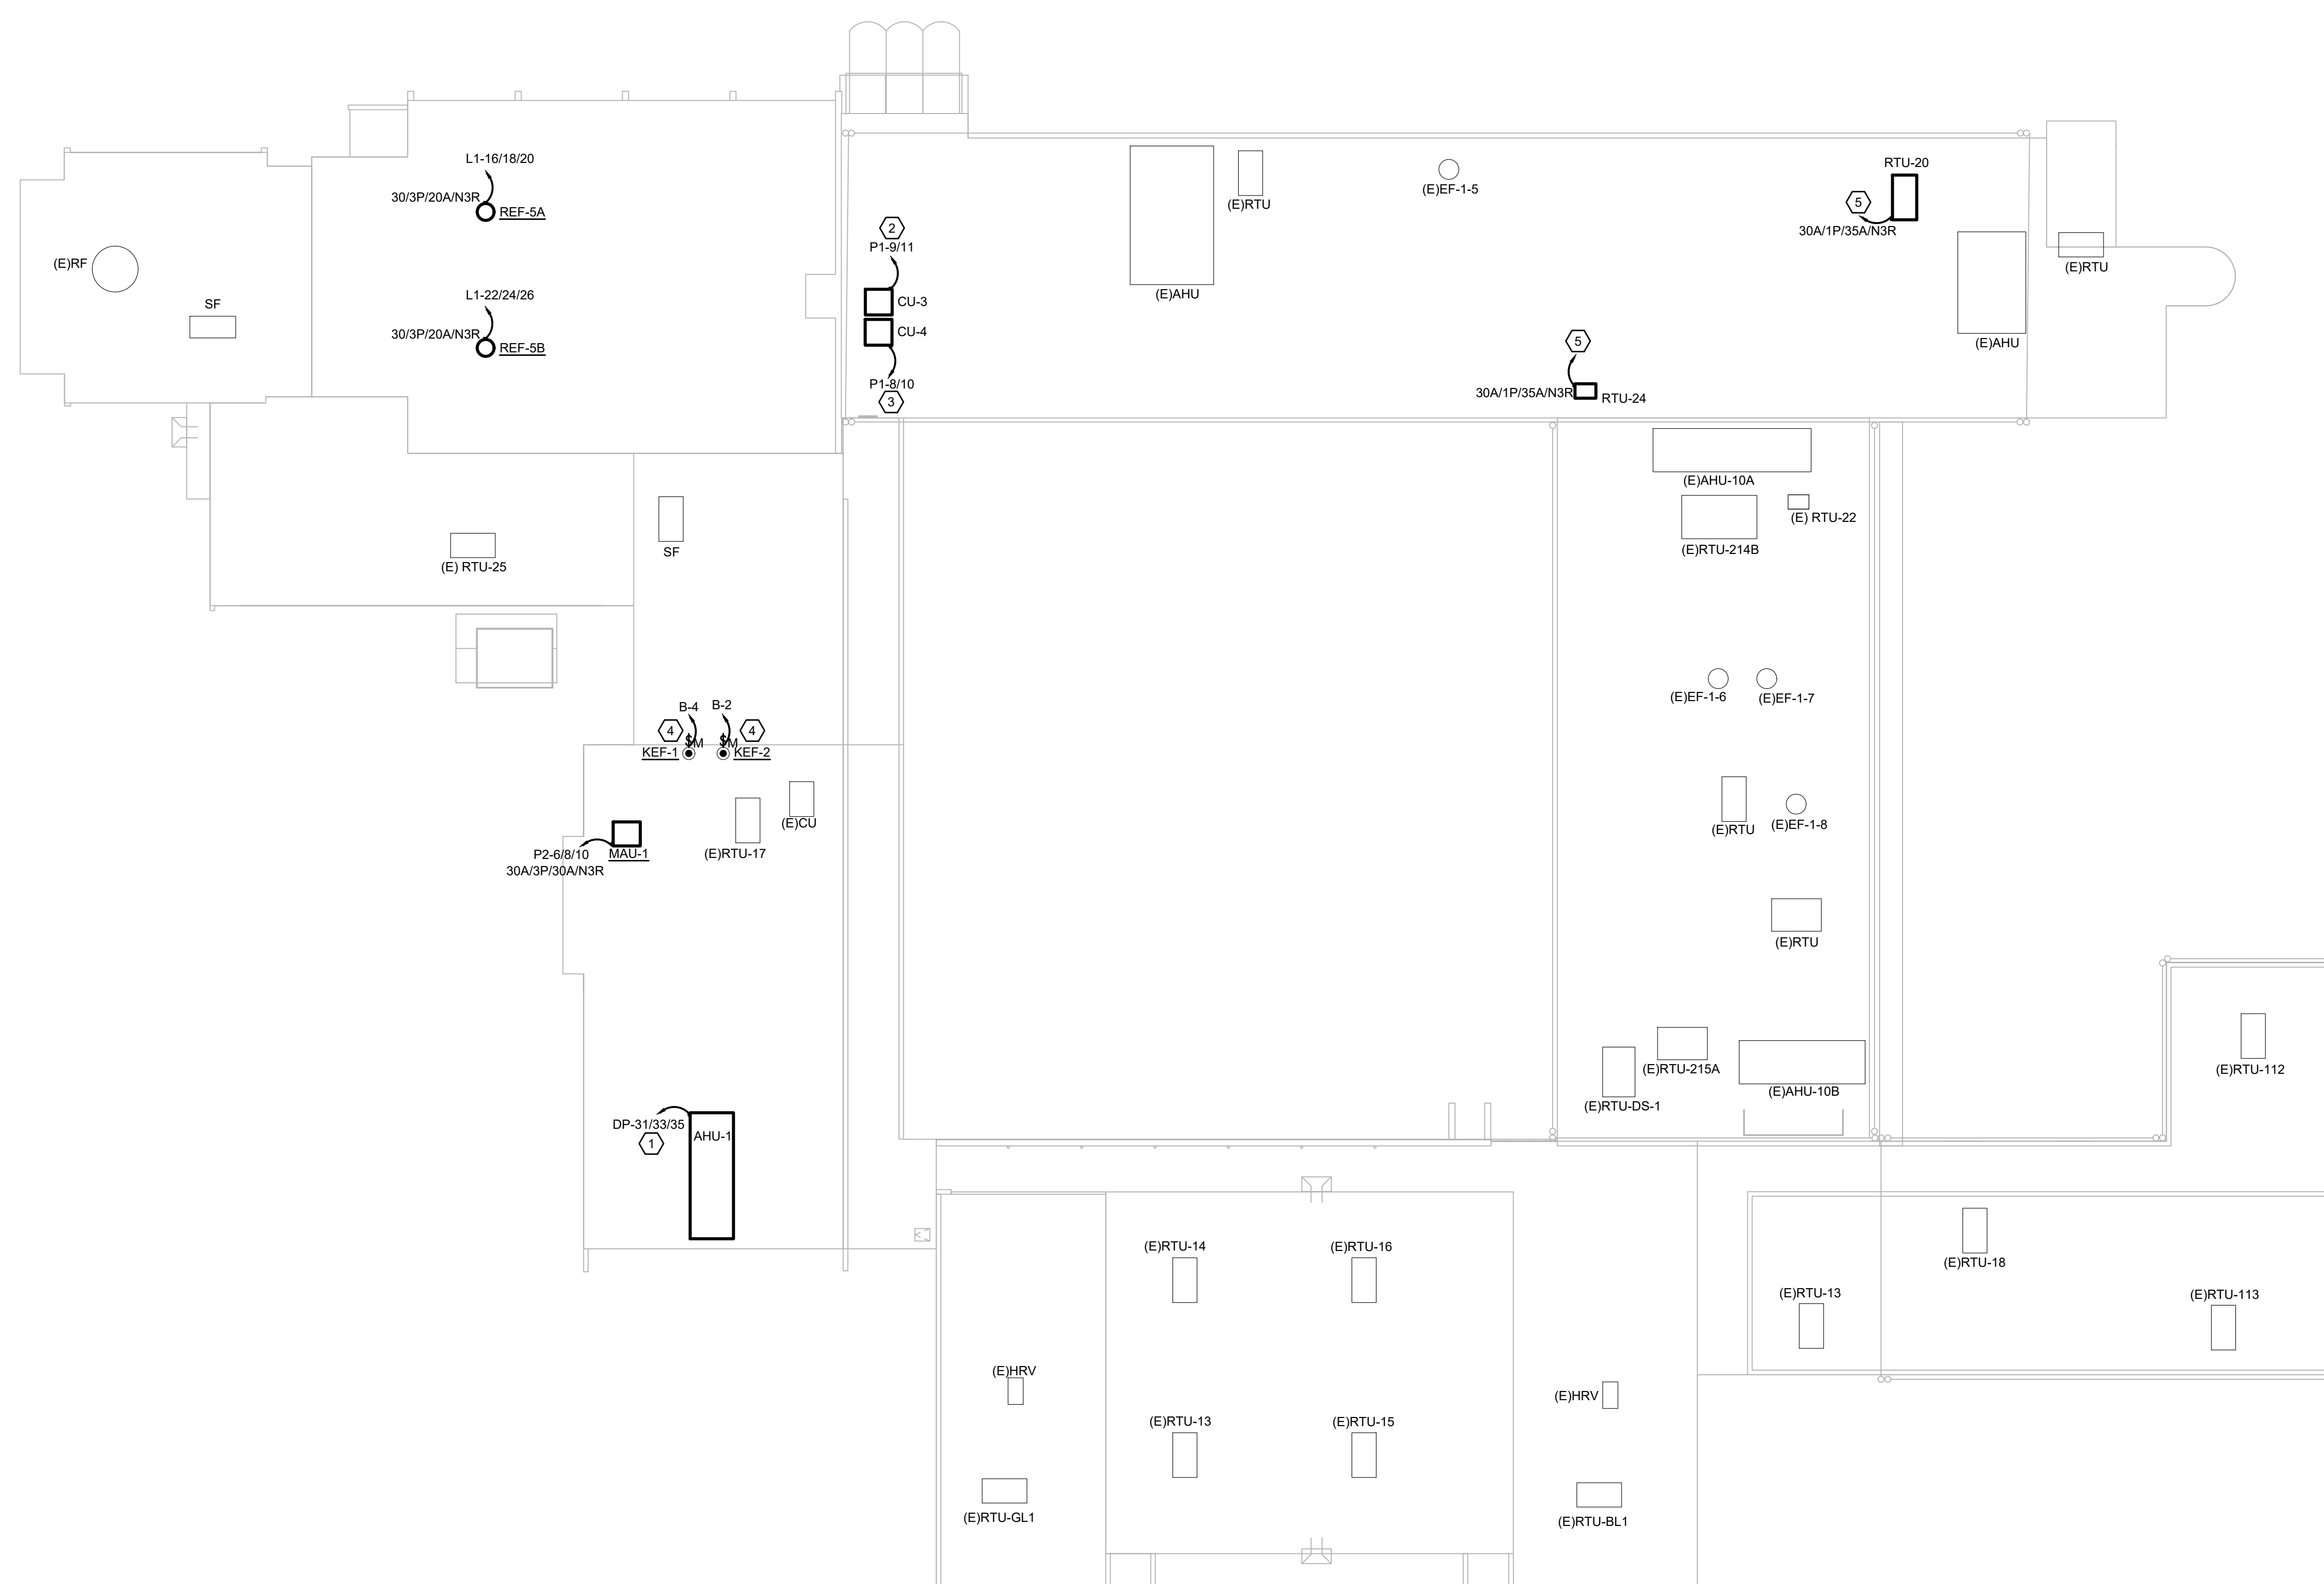 L1-16/18/20
30/3P/20A/N3R
REF-5A
(E)RF
SF
L1-22/24/26
30/3P/20A/N3R
REF-5B
2
P1-9/11
CU-3
CU-4
P1-8/10
3
(E)AHU
(E)RTU
(E)EF-1-5
RTU-20
5
30A/1P/35A/N3R
(E)AHU
(E)RTU
5
30A/1P/35A/N3R
RTU-24
(E) RTU-25
SF
(E)AHU-10A
(E)RTU-214B
(E) RTU-22
(E)EF-1-6
(E)EF-1-7
B-4
B-2
4
$M
$M
4
KEF-1
KEF-2
(E)CU
(E)RTU-17
P2-6/8/10
MAU-1
30A/3P/30A/N3R
(E)RTU
(E)EF-1-8
(E)RTU
(E)RTU-215A
(E)RTU-DS-1
(E)AHU-10B
(E)RTU-112
DP-31/33/35
1
AHU-1
(E)RTU-14
(E)RTU-16
(E)RTU-18
(E)RTU-13
(E)RTU-113
(E)HRV
(E)HRV
(E)RTU-13
(E)RTU-15
(E)RTU-GL1
(E)RTU-BL1